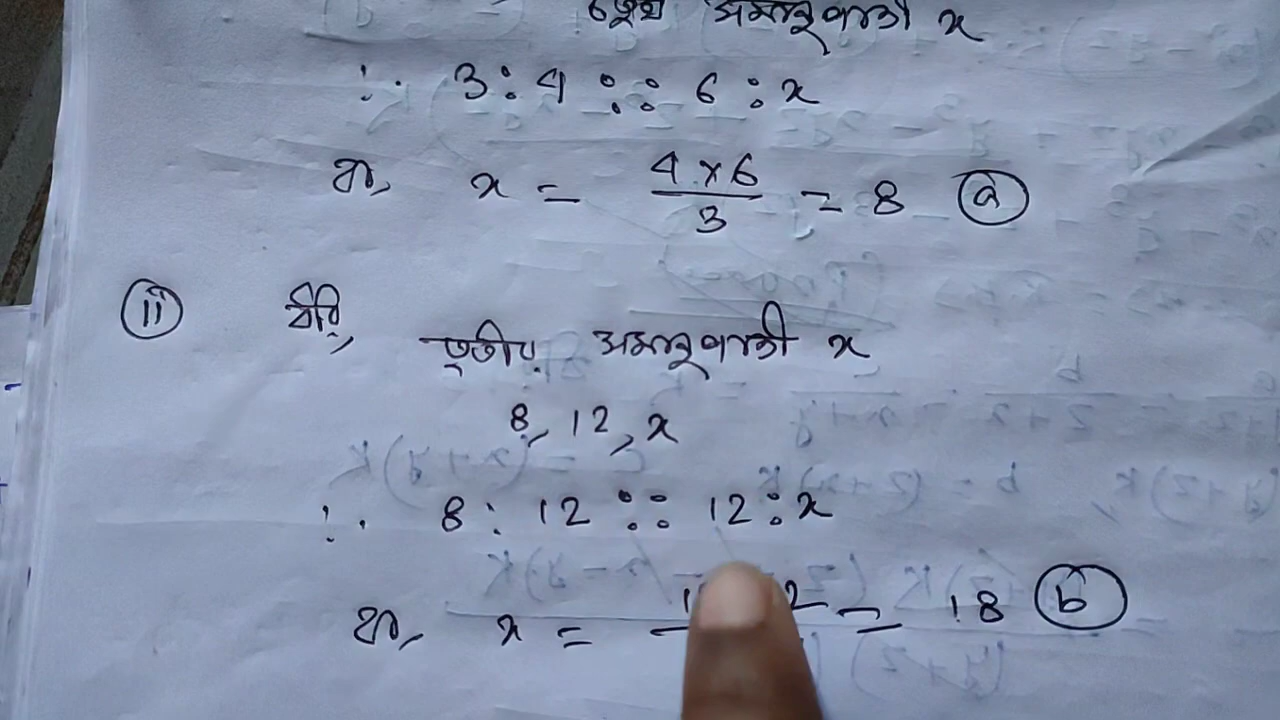 চতুর্থ সমানুপাতী x
∴ 3 : 4 :: 6 : x
বা, x = 4 × 6 / 3 = 8 (a)
(ii) ধরি,
তৃতীয় সমানুপাতী x
8, 12, x
∴ 8 : 12 :: 12 : x
বা, x = = 18 (b)